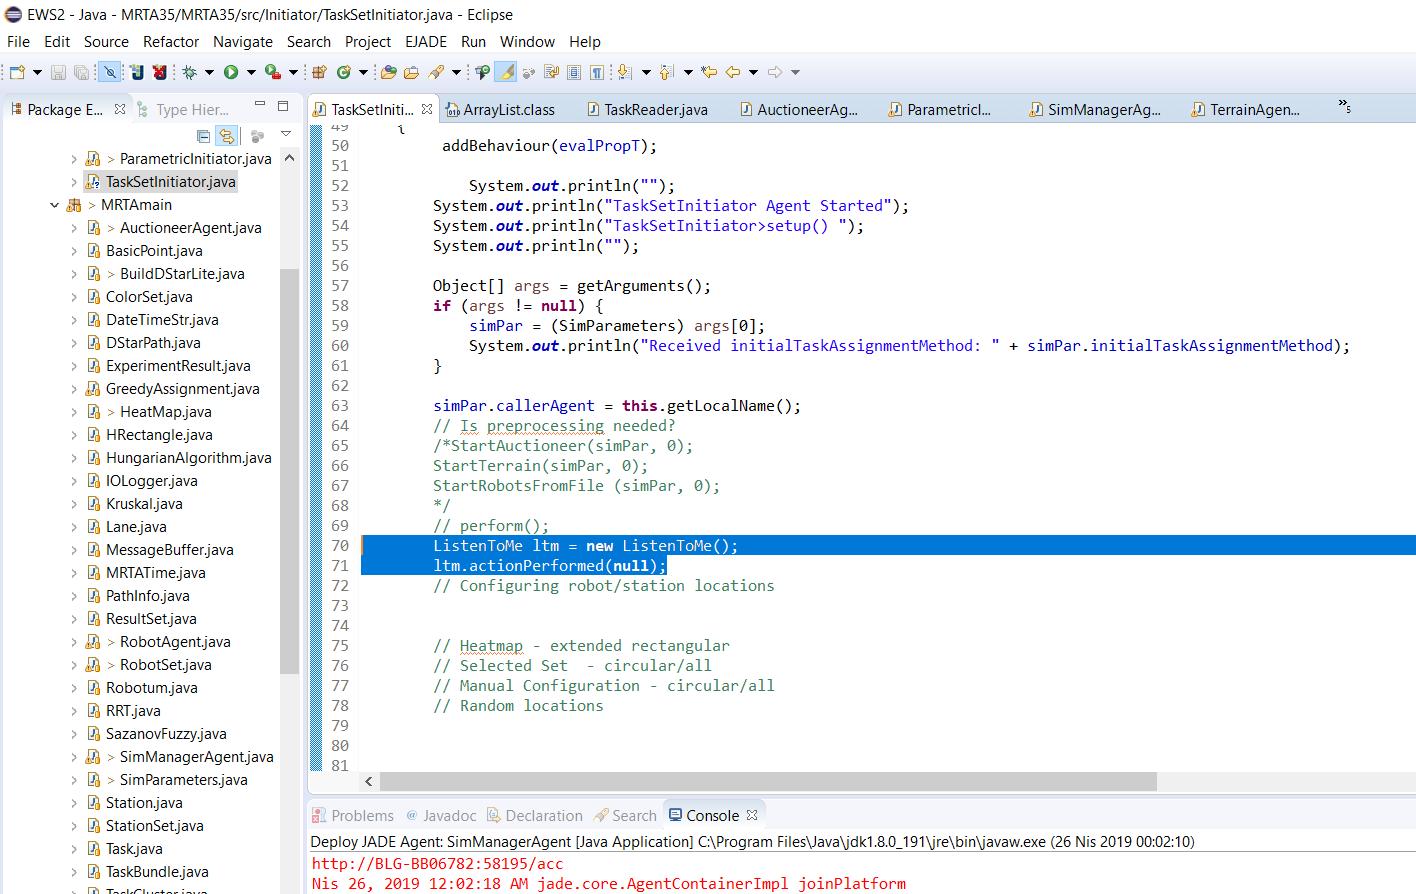 EWS2 - Java - MRTA35/MRTA35/src/Initiator/TaskSetInitiator.java - Eclipse
File Edit Source Refactor Navigate Search Project EJADE Run Window Help
Package E... Type Hier...
TaskSetIniti... ArrayList.class TaskReader.java AuctioneerAg... ParametricI... SimManagerAg... TerrainAgen... »5
> ParametricInitiator.java
TaskSetInitiator.java
> MRTAmain
> AuctioneerAgent.java
BasicPoint.java
> BuildDStarLite.java
ColorSet.java
DateTimeStr.java
DStarPath.java
ExperimentResult.java
GreedyAssignment.java
> HeatMap.java
HRectangle.java
HungarianAlgorithm.java
IOLogger.java
Kruskal.java
Lane.java
MessageBuffer.java
MRTATime.java
PathInfo.java
ResultSet.java
> RobotAgent.java
> RobotSet.java
Robotum.java
RRT.java
SazanovFuzzy.java
> SimManagerAgent.java
> SimParameters.java
Station.java
StationSet.java
Task.java
TaskBundle.java
TaskCluster.java
49 {
50 addBehaviour(evalPropT);
51
52 System.out.println("");
53 System.out.println("TaskSetInitiator Agent Started");
54 System.out.println("TaskSetInitiator>setup() ");
55 System.out.println("");
56
57 Object[] args = getArguments();
58 if (args != null) {
59 simPar = (SimParameters) args[0];
60 System.out.println("Received initialTaskAssignmentMethod: " + simPar.initialTaskAssignmentMethod);
61 }
62
63 simPar.callerAgent = this.getLocalName();
64 // Is preprocessing needed?
65 /*StartAuctioneer(simPar, 0);
66 StartTerrain(simPar, 0);
67 StartRobotsFromFile (simPar, 0);
68 */
69 // perform();
70 ListenToMe ltm = new ListenToMe();
71 ltm.actionPerformed(null);
72 // Configuring robot/station locations
73
74
75 // Heatmap - extended rectangular
76 // Selected Set - circular/all
77 // Manual Configuration - circular/all
78 // Random locations
79
80
81
Problems @ Javadoc Declaration Search Console
Deploy JADE Agent: SimManagerAgent [Java Application] C:\Program Files\Java\jdk1.8.0_191\jre\bin\javaw.exe (26 Nis 2019 00:02:10)
http://BLG-BB06782:58195/acc
Nis 26, 2019 12:02:18 AM jade.core.AgentContainerImpl joinPlatform